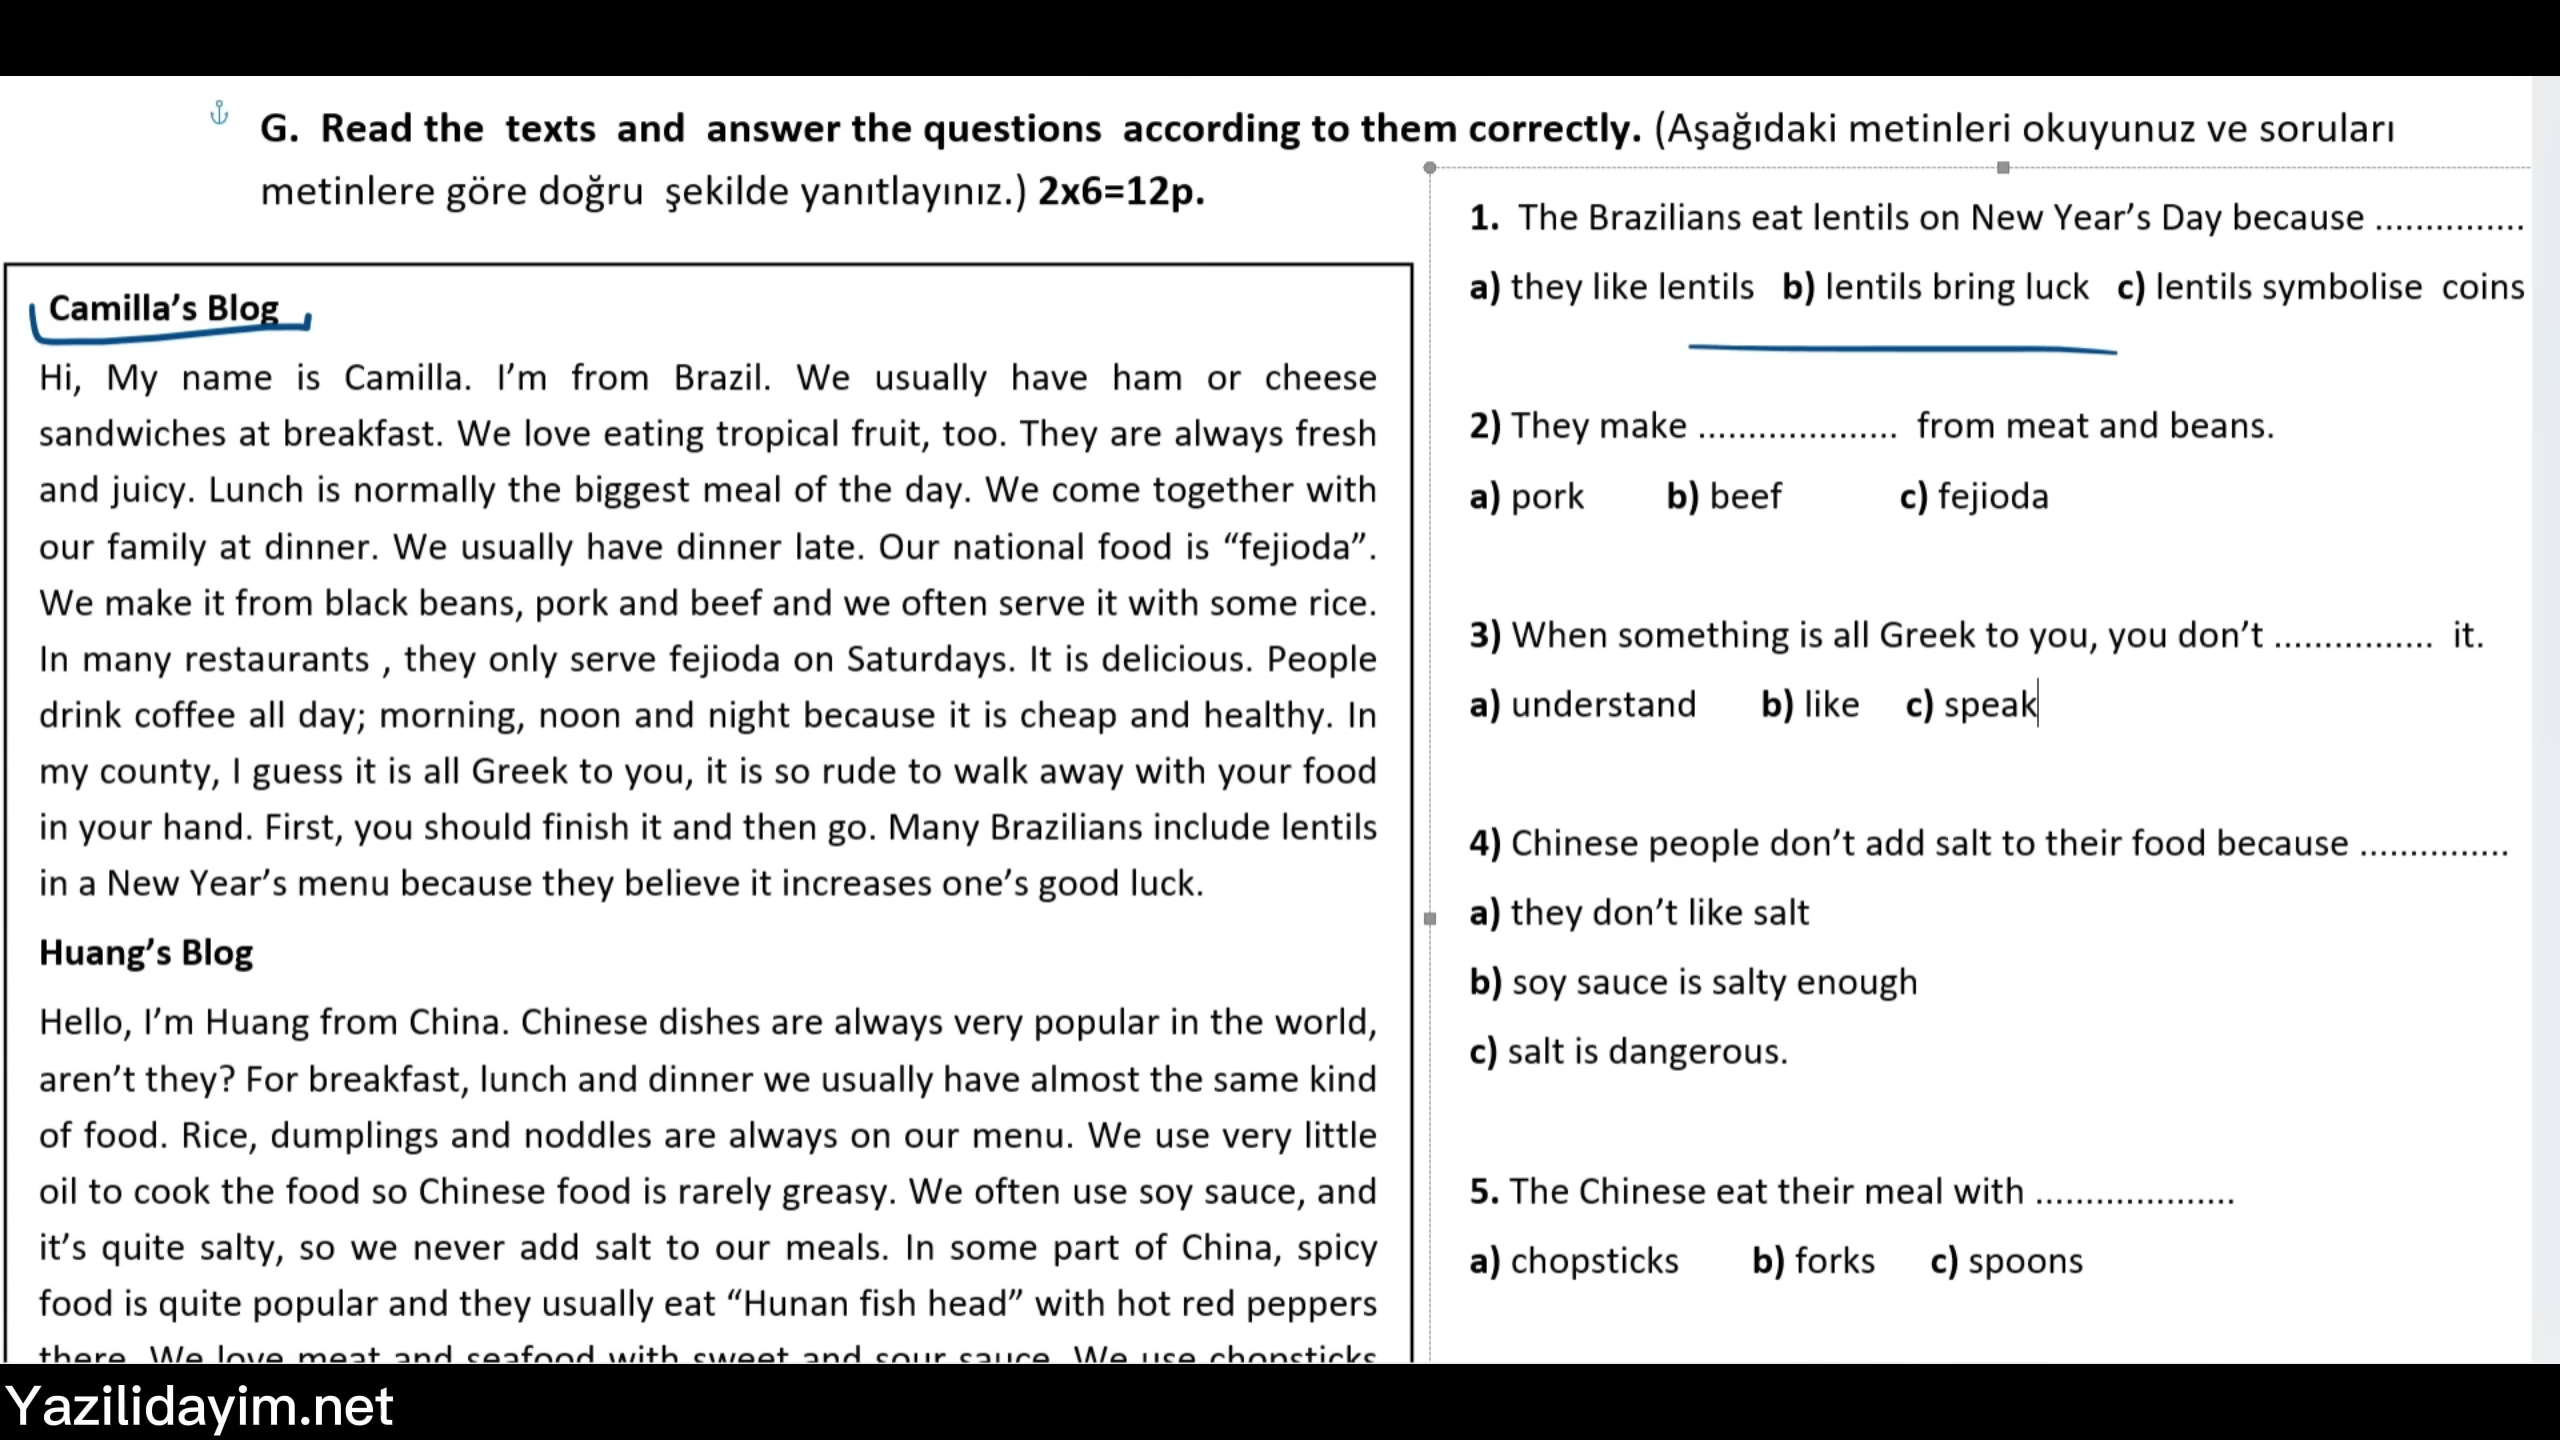 G. Read the texts and answer the questions according to them correctly. (Aşağıdaki metinleri okuyunuz ve soruları
metinlere göre doğru şekilde yanıtlayınız.) 2x6=12p.
Camilla’s Blog
Hi, My name is Camilla. I’m from Brazil. We usually have ham or cheese
sandwiches at breakfast. We love eating tropical fruit, too. They are always fresh
and juicy. Lunch is normally the biggest meal of the day. We come together with
our family at dinner. We usually have dinner late. Our national food is “fejioda”.
We make it from black beans, pork and beef and we often serve it with some rice.
In many restaurants , they only serve fejioda on Saturdays. It is delicious. People
drink coffee all day; morning, noon and night because it is cheap and healthy. In
my county, I guess it is all Greek to you, it is so rude to walk away with your food
in your hand. First, you should finish it and then go. Many Brazilians include lentils
in a New Year’s menu because they believe it increases one’s good luck.
Huang’s Blog
Hello, I’m Huang from China. Chinese dishes are always very popular in the world,
aren’t they? For breakfast, lunch and dinner we usually have almost the same kind
of food. Rice, dumplings and noddles are always on our menu. We use very little
oil to cook the food so Chinese food is rarely greasy. We often use soy sauce, and
it’s quite salty, so we never add salt to our meals. In some part of China, spicy
food is quite popular and they usually eat “Hunan fish head” with hot red peppers
there. We love meat and seafood with sweet and sour sauce. We use chopsticks
1. The Brazilians eat lentils on New Year’s Day because ...............
a) they like lentils b) lentils bring luck c) lentils symbolise coins
2) They make .................... from meat and beans.
a) pork b) beef c) fejioda
3) When something is all Greek to you, you don’t ................ it.
a) understand b) like c) speak
4) Chinese people don’t add salt to their food because ...............
a) they don’t like salt
b) soy sauce is salty enough
c) salt is dangerous.
5. The Chinese eat their meal with ....................
a) chopsticks b) forks c) spoons
Yazilidayim.net